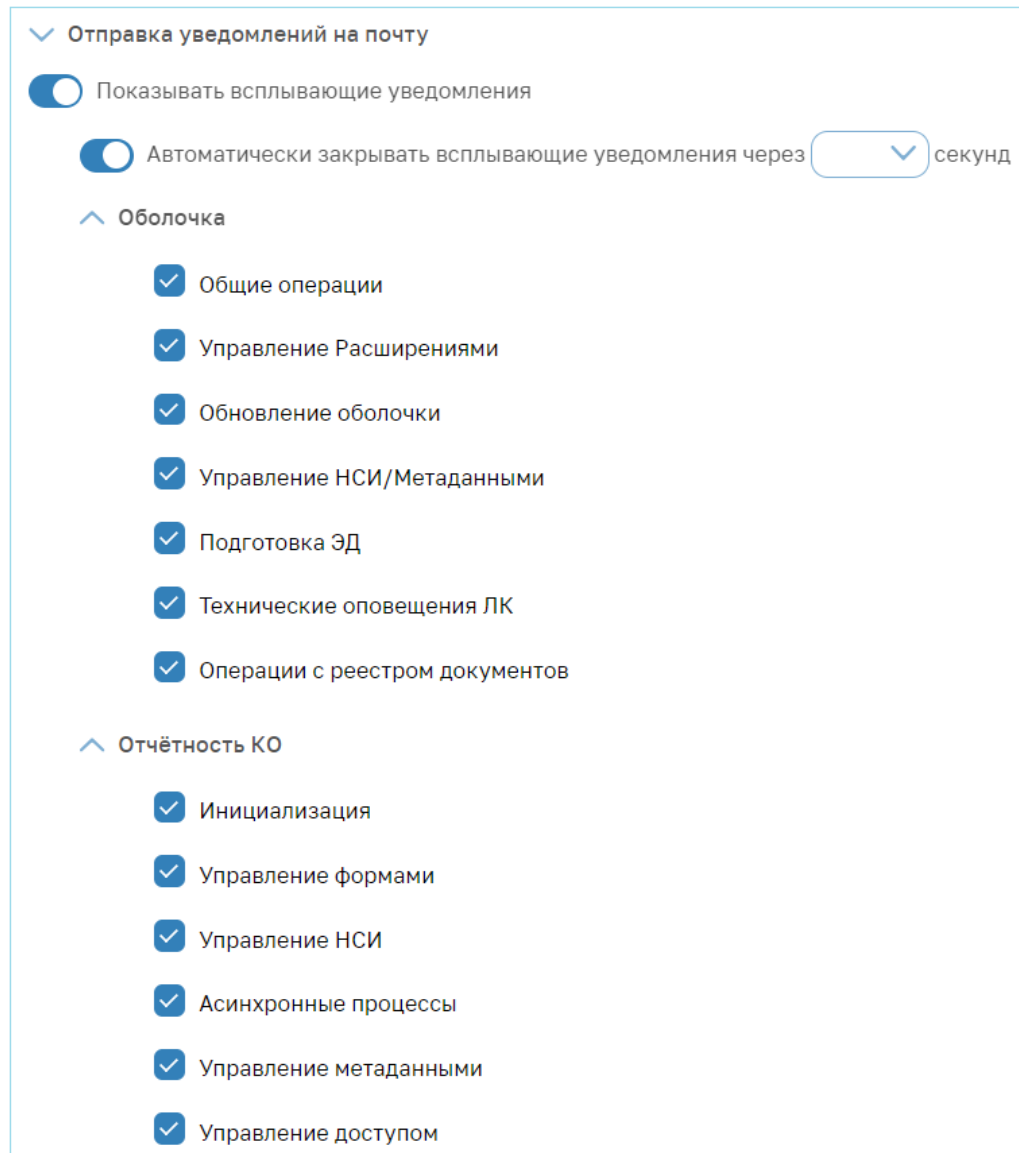 Отправка уведомлений на почту
Показывать всплывающие уведомления
Автоматически закрывать всплывающие уведомления через секунд
Оболочка
Общие операции
Управление Расширениями
Обновление оболочки
Управление НСИ/Метаданными
Подготовка ЭД
Технические оповещения ЛК
Операции с реестром документов
Отчётность КО
Инициализация
Управление формами
Управление НСИ
Асинхронные процессы
Управление метаданными
Управление доступом